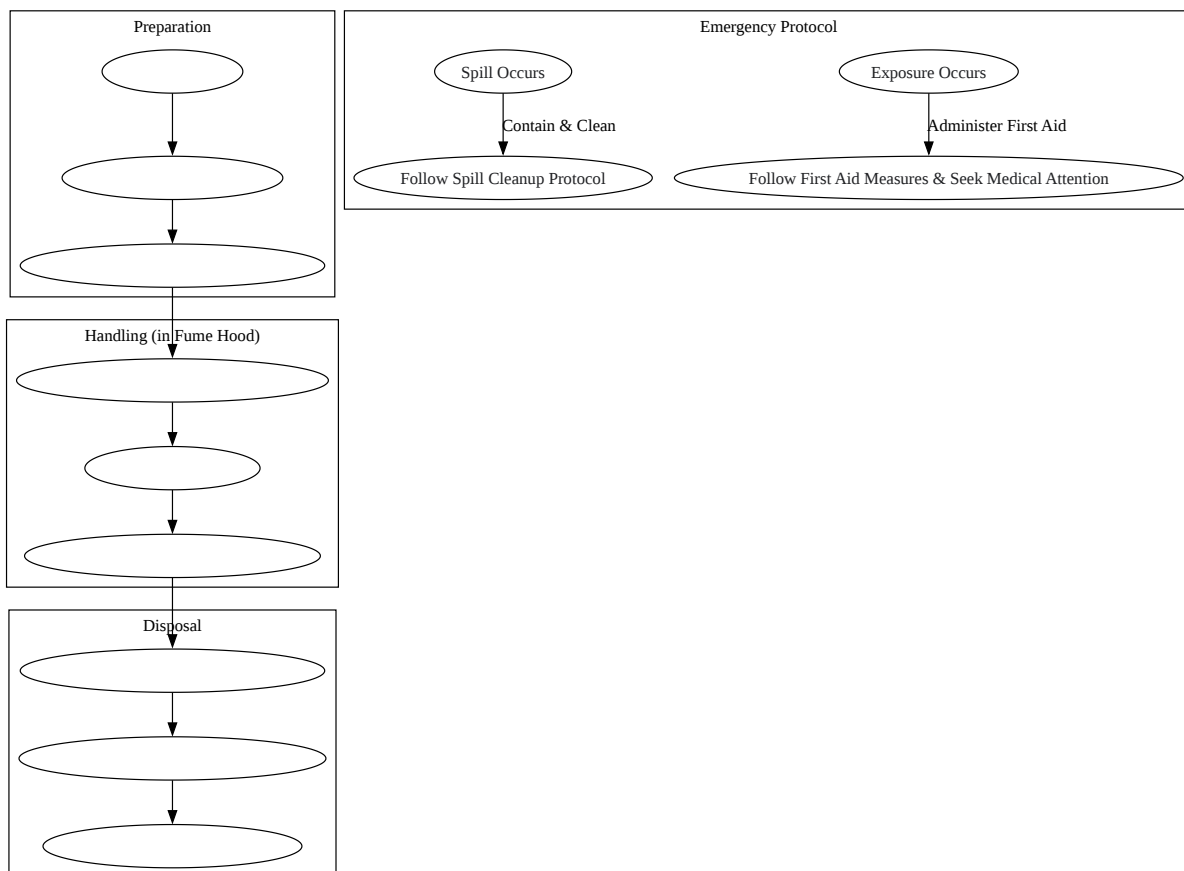 Preparation
Emergency Protocol
Spill Occurs
Exposure Occurs
Contain & Clean
Administer First Aid
Follow Spill Cleanup Protocol
Follow First Aid Measures & Seek Medical Attention
Handling (in Fume Hood)
Disposal